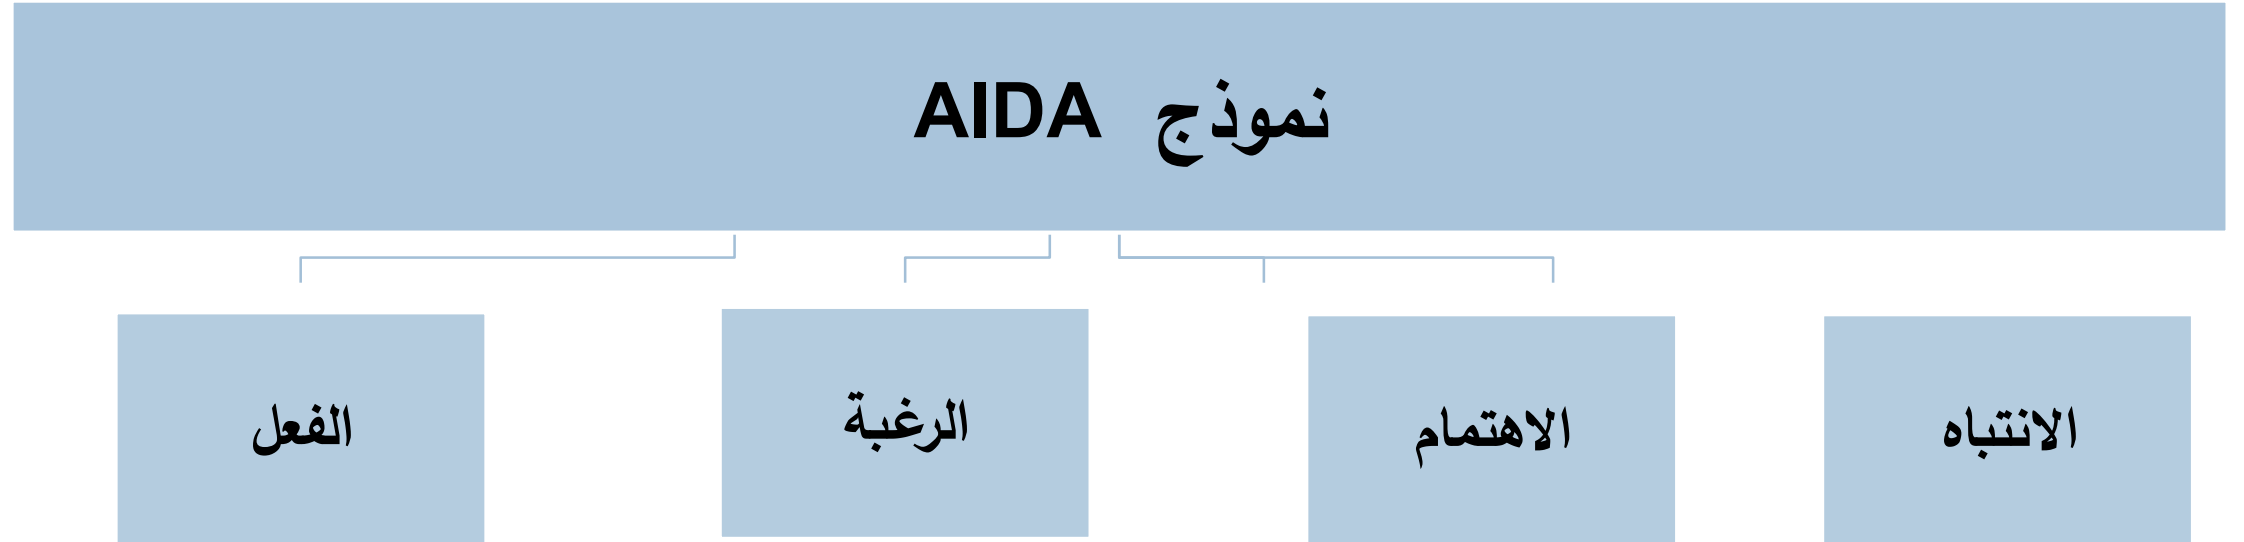 نموذج AIDA
الانتباه
الاهتمام
الرغبة
الفعل